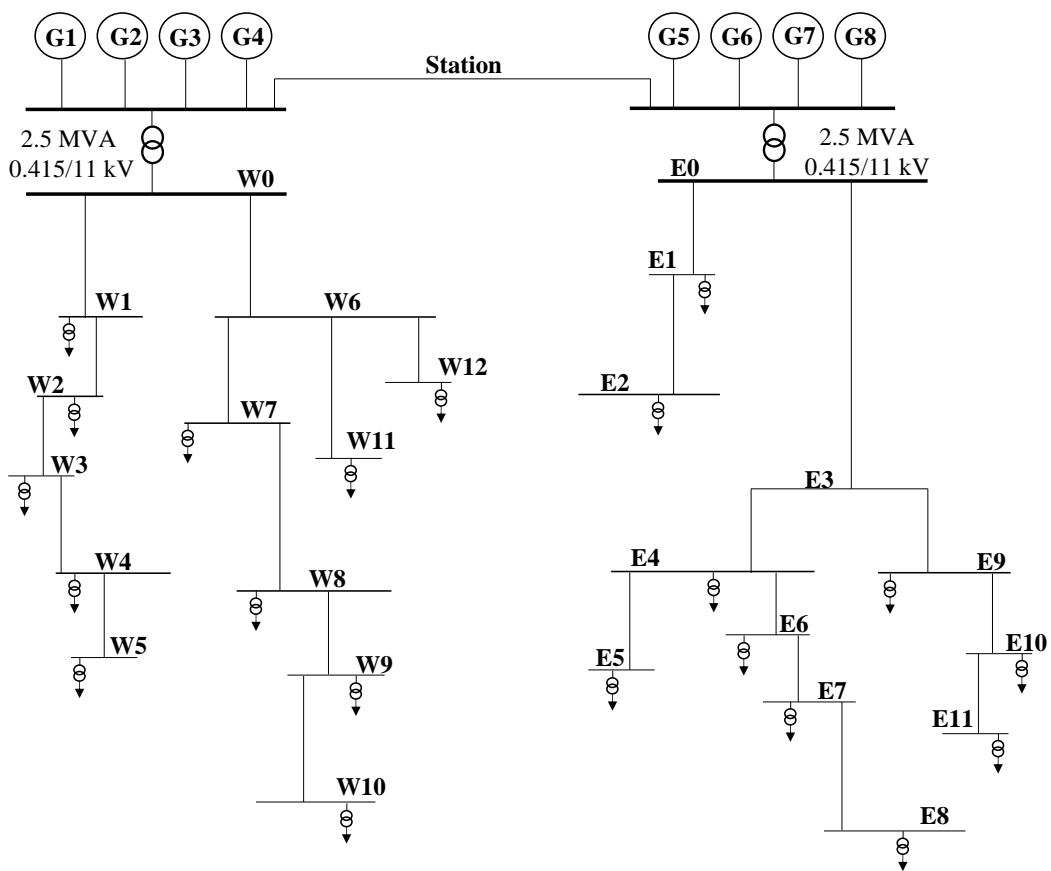 G1 G2 G3 G4 G5 G6 G7 G8
Station
2.5 MVA
0.415/11 kV
2.5 MVA
0.415/11 kV
W0
E0
E1
W1
W6
W12
W2
E2
W7
W11
W3
E3
W4
W8
E4
E9
W5
E6
W9
E5
E10
E7
E11
W10
E8